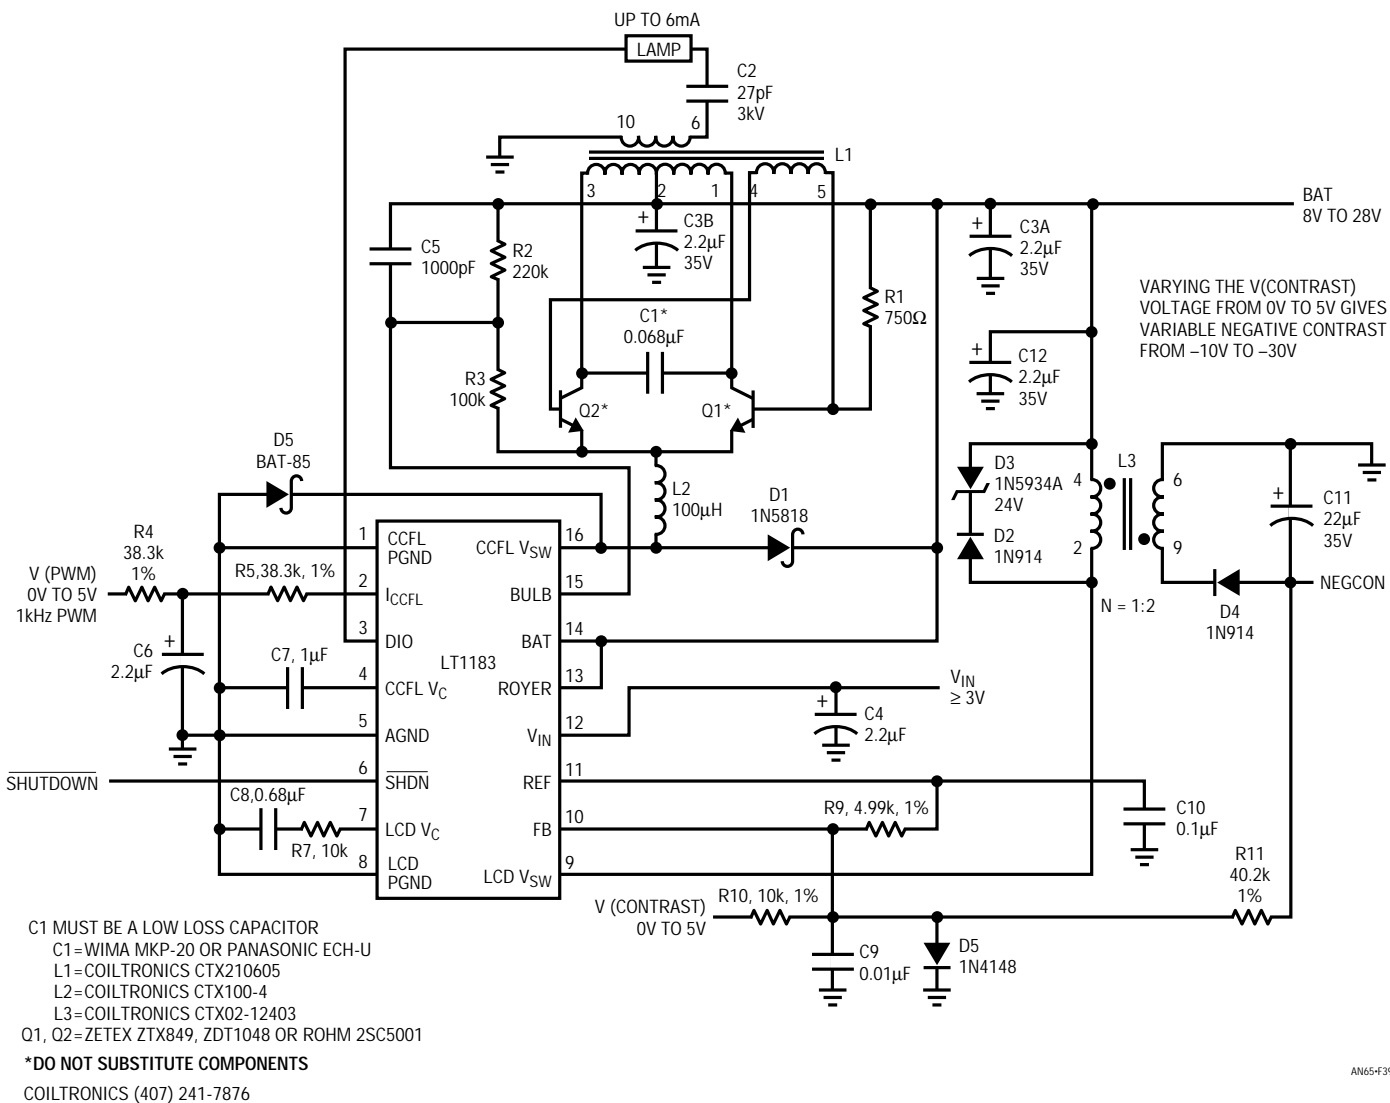 UP TO 6mA
LAMP
C2
27pF
3kV
10
6
L1
3
2
1
4
5
BAT
8V TO 28V
C5
1000pF
R2
220k
+
C3B
2.2µF
35V
+
C3A
2.2µF
35V
R1
750Ω
VARYING THE V(CONTRAST)
VOLTAGE FROM 0V TO 5V GIVES
VARIABLE NEGATIVE CONTRAST
FROM –10V TO –30V
C1*
0.068µF
+
C12
2.2µF
35V
R3
100k
Q2*
Q1*
D5
BAT-85
L2
100µH
D1
1N5818
D3
1N5934A
24V
D2
1N914
4
2
L3
6
9
N = 1:2
+
C11
22µF
35V
D4
1N914
NEGCON
R4
38.3k
1%
V (PWM)
0V TO 5V
1kHz PWM
R5,38.3k, 1%
+
C6
2.2µF
C7, 1µF
1
CCFL
PGND
2
ICCFL
3
DIO
4
CCFL VC
5
AGND
6
SHDN
7
LCD VC
8
LCD
PGND
LT1183
16
CCFL VSW
15
BULB
14
BAT
13
ROYER
12
VIN
11
REF
10
FB
9
LCD VSW
VIN
≥ 3V
+
C4
2.2µF
SHUTDOWN
C8,0.68µF
R7, 10k
R9, 4.99k, 1%
C10
0.1µF
R11
40.2k
1%
R10, 10k, 1%
V (CONTRAST)
0V TO 5V
C9
0.01µF
D5
1N4148
C1 MUST BE A LOW LOSS CAPACITOR
C1=WIMA MKP-20 OR PANASONIC ECH-U
L1=COILTRONICS CTX210605
L2=COILTRONICS CTX100-4
L3=COILTRONICS CTX02-12403
Q1, Q2=ZETEX ZTX849, ZDT1048 OR ROHM 2SC5001
*DO NOT SUBSTITUTE COMPONENTS
COILTRONICS (407) 241-7876
AN65•F39